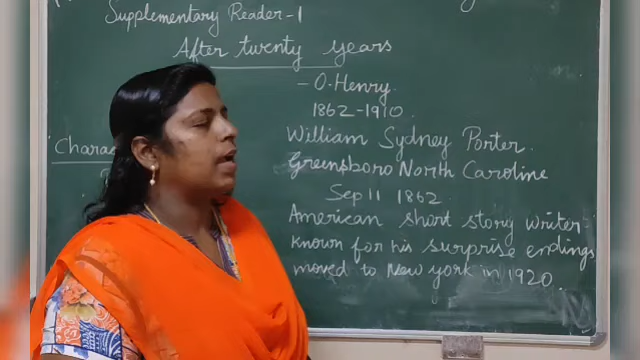 Supplementary Reader-1
After twenty years
- O.Henry.
1862-1910.
William Sydney Porter.
Greensboro North Caroline
Sep 11 1862
American short story writer
known for his surprise endings
moved to New york in 1920.
Charac